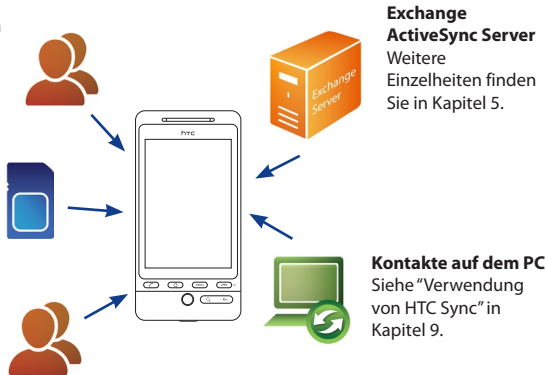 Exchange
ActiveSync Server
Weitere
Einzelheiten finden
Sie in Kapitel 5.
Exchange
Server
hTC
Kontakte auf dem PC
Siehe “Verwendung
von HTC Sync” in
Kapitel 9.